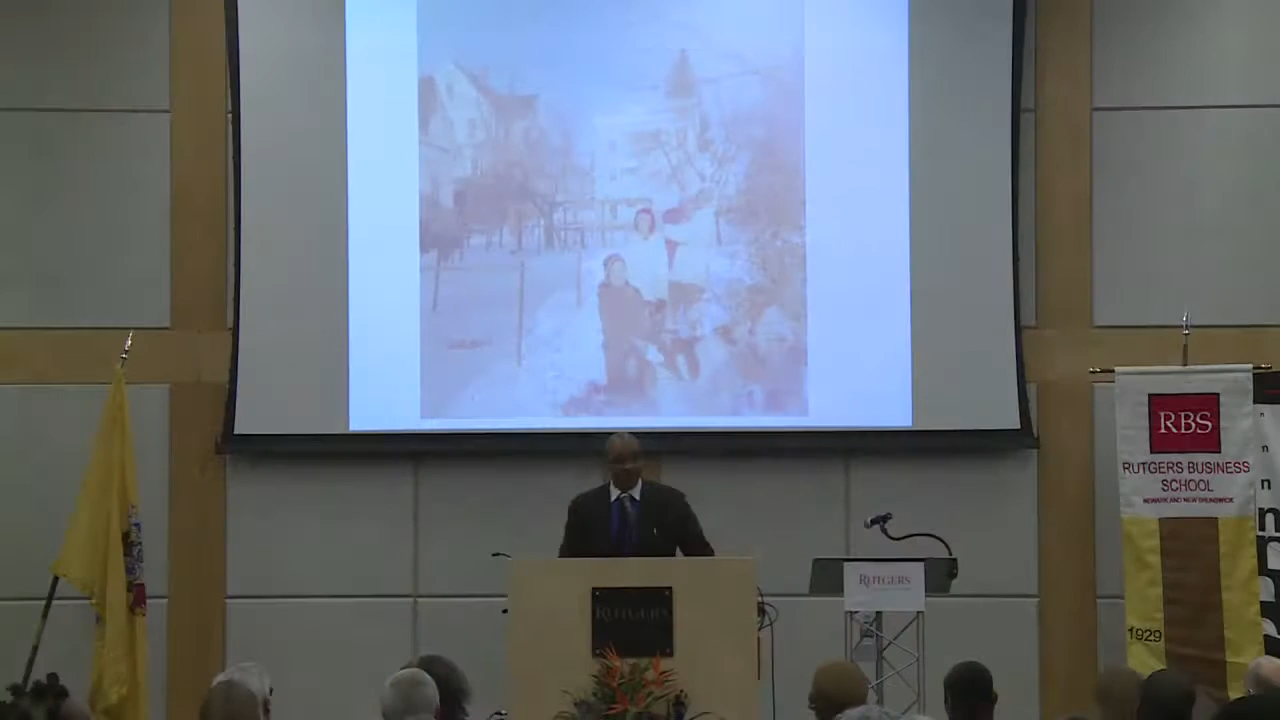 RBS
RUTGERS BUSINESS
SCHOOL
NEWARK AND NEW BRUNSWICK
1929
RUTGERS
RUTGERS